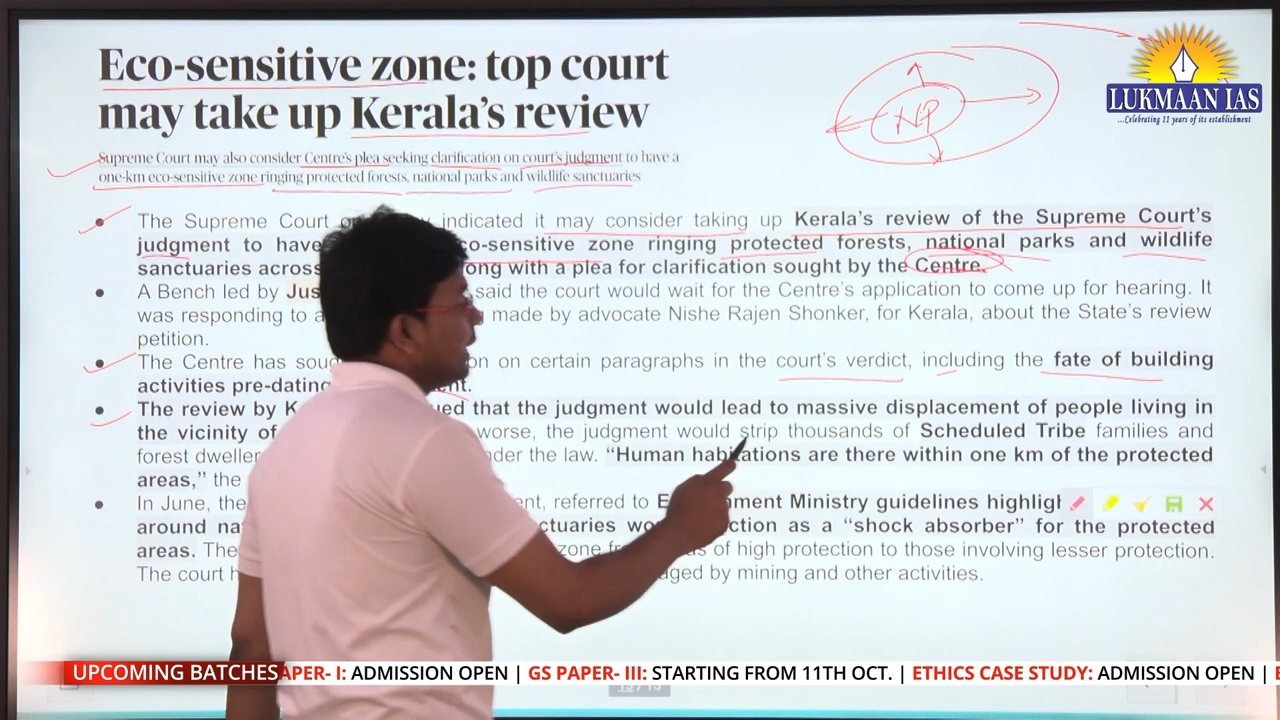 Eco-sensitive zone: top court
may take up Kerala's review
NP
LUKMAAN IAS
...Celebrating 11 years of its establishment
Supreme Court may also consider Centre's plea seeking clarification on court's judgment to have a
one-km eco-sensitive zone ringing protected forests, national parks and wildlife sanctuaries
● The Supreme Court indicated it may consider taking up Kerala's review of the Supreme Court's
judgment to have co-sensitive zone ringing protected forests, national parks and wildlife
sanctuaries across ong with a plea for clarification sought by the Centre.
● A Bench led by Jus said the court would wait for the Centre's application to come up for hearing. It
was responding to a made by advocate Nishe Rajen Shonker, for Kerala, about the State's review
petition.
● The Centre has sou on on certain paragraphs in the court's verdict, including the fate of building
activities pre-dating nt.
● The review by K ued that the judgment would lead to massive displacement of people living in
the vicinity of worse, the judgment would strip thousands of Scheduled Tribe families and
forest dweller nder the law. "Human habitations are there within one km of the protected
areas," the
● In June, the nt, referred to E nment Ministry guidelines highligh
around na ctuaries wo ction as a "shock absorber" for the protected
areas. The zone fr s of high protection to those involving lesser protection.
The court h aged by mining and other activities.
UPCOMING BATCHES APER- I: ADMISSION OPEN | GS PAPER- III: STARTING FROM 11TH OCT. | ETHICS CASE STUDY: ADMISSION OPEN |